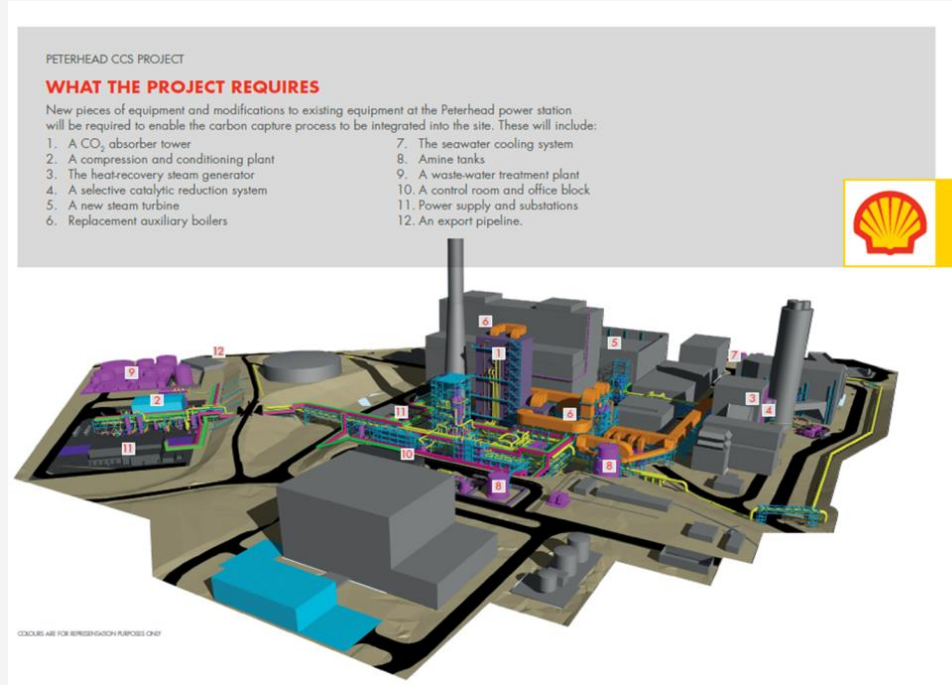 PETERHEAD CCS PROJECT
WHAT THE PROJECT REQUIRES
New pieces of equipment and modifications to existing equipment at the Peterhead power station
will be required to enable the carbon capture process to be integrated into the site. These will include:
1. A CO₂ absorber tower
2. A compression and conditioning plant
3. The heat-recovery steam generator
4. A selective catalytic reduction system
5. A new steam turbine
6. Replacement auxiliary boilers
7. The seawater cooling system
8. Amine tanks
9. A waste-water treatment plant
10. A control room and office block
11. Power supply and substations
12. An export pipeline.
6
1
5
12
7
9
2
3
4
11
6
11
10
8
8
COLOURS ARE FOR REPRESENTATION PURPOSES ONLY